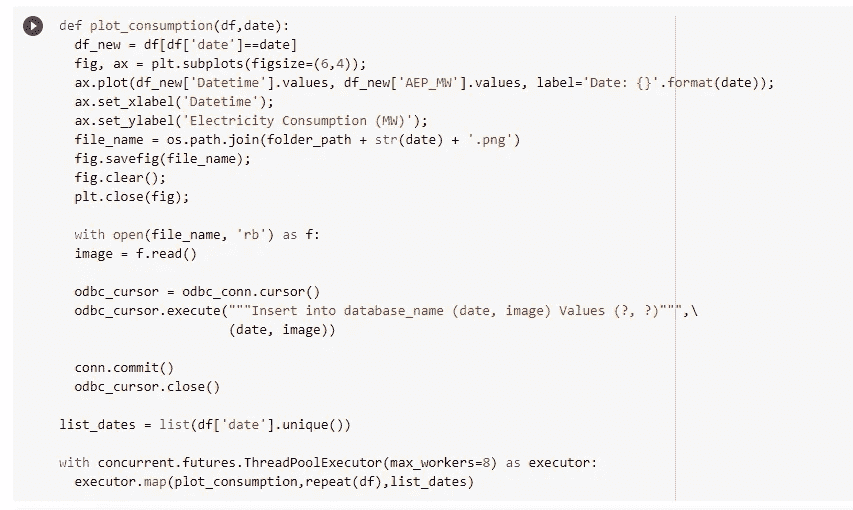 def plot_consumption(df,date):
  df_new = df[df['date']==date]
  fig, ax = plt.subplots(figsize=(6,4));
  ax.plot(df_new['Datetime'].values, df_new['AEP_MW'].values, label='Date: {}'.format(date));
  ax.set_xlabel('Datetime');
  ax.set_ylabel('Electricity Consumption (MW)');
  file_name = os.path.join(folder_path + str(date) + '.png')
  fig.savefig(file_name);
  fig.clear();
  plt.close(fig);

  with open(file_name, 'rb') as f:
  image = f.read()

  odbc_cursor = odbc_conn.cursor()
  odbc_cursor.execute("""Insert into database_name (date, image) Values (?, ?)""",\
                      (date, image))

  conn.commit()
  odbc_cursor.close()

list_dates = list(df['date'].unique())

with concurrent.futures.ThreadPoolExecutor(max_workers=8) as executor:
  executor.map(plot_consumption,repeat(df),list_dates)